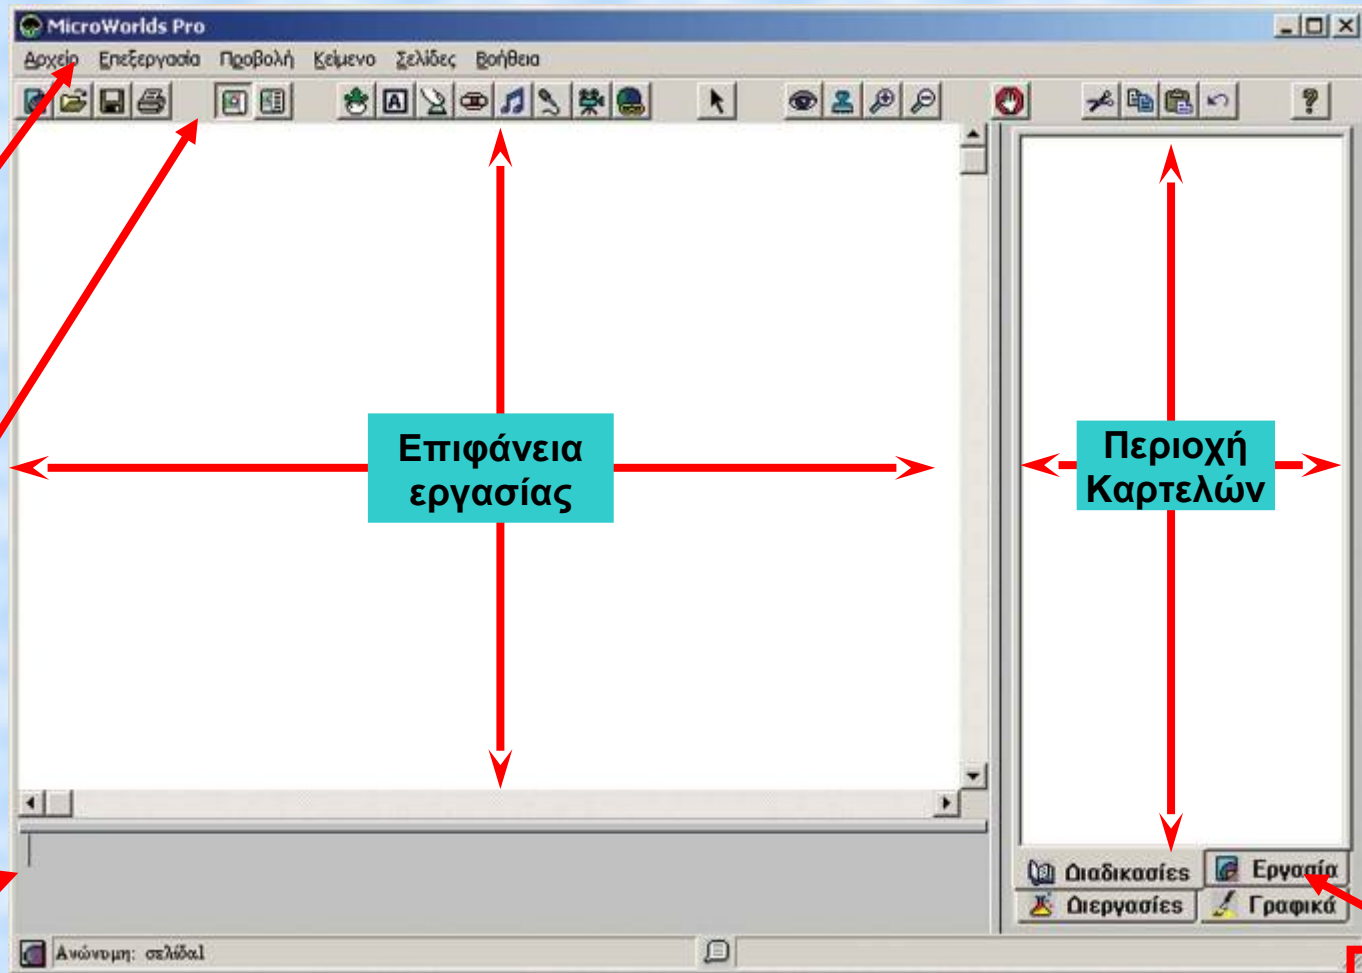 MicroWorlds Pro
Αρχείο Επεξεργασία Προβολή Κείμενο Σελίδες Βοήθεια
Επιφάνεια
εργασίας
Περιοχή
Καρτελών
Διαδικασίες Εργασία
Διεργασίες Γραφικά
Ανώνυμη: σελίδα1